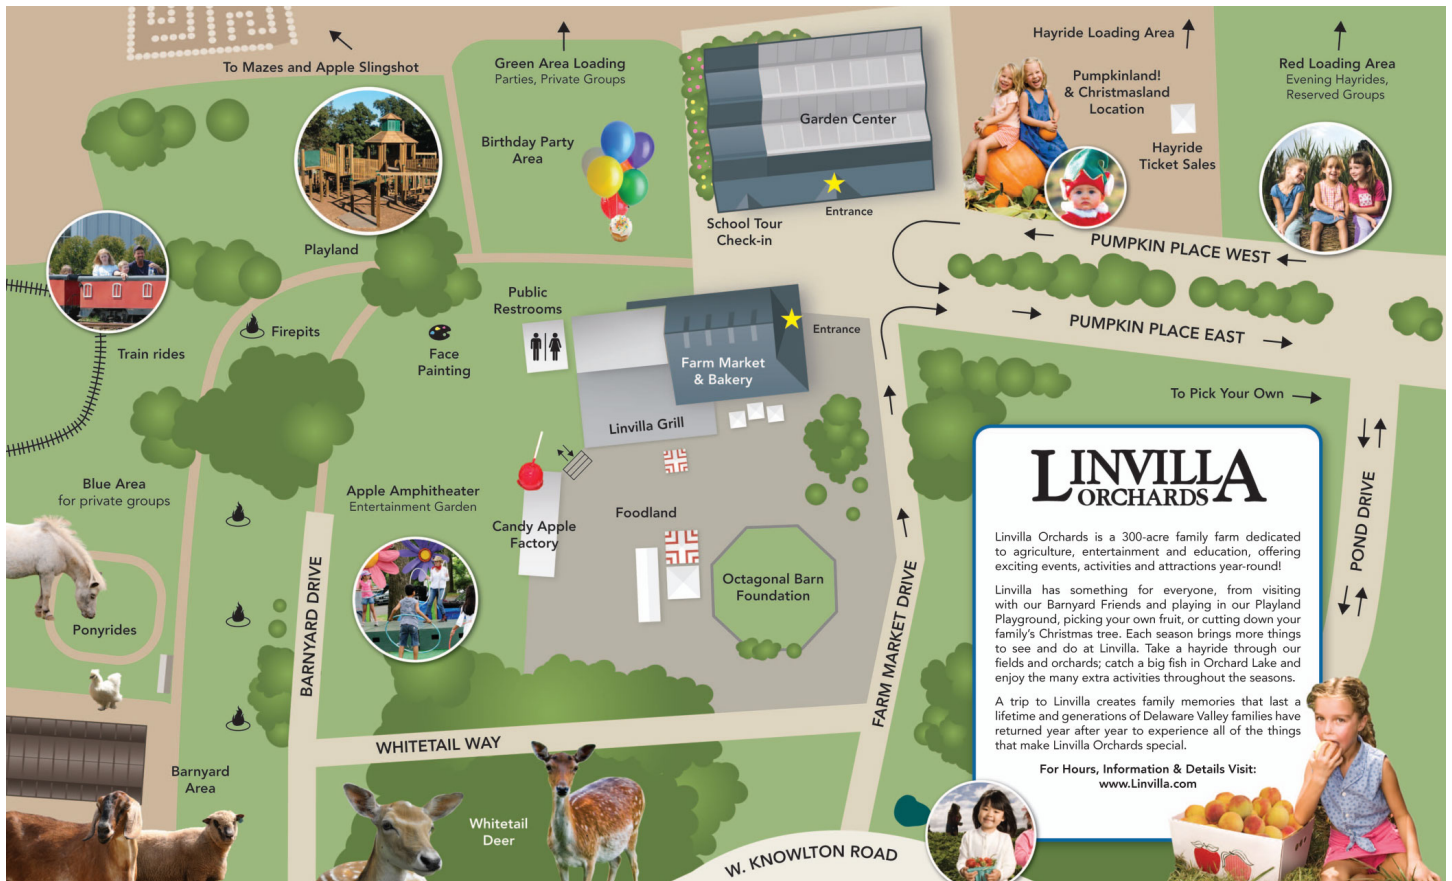 To Mazes and Apple Slingshot
Green Area Loading
Parties, Private Groups
Birthday Party
Area
Garden Center
Entrance
School Tour
Check-in
Hayride Loading Area
Pumpkinland!
& Christmasland
Location
Hayride
Ticket Sales
Red Loading Area
Evening Hayrides,
Reserved Groups
PUMPKIN PLACE WEST
PUMPKIN PLACE EAST
Playland
Train rides
Firepits
Face
Painting
Public
Restrooms
Farm Market
& Bakery
Entrance
Linvilla Grill
To Pick Your Own
POND DRIVE
Blue Area
for private groups
Apple Amphitheater
Entertainment Garden
Candy Apple
Factory
Foodland
Octagonal Barn
Foundation
FARM MARKET DRIVE
BARNYARD DRIVE
Ponyrides
WHITETAIL WAY
Barnyard
Area
Whitetail
Deer
W. KNOWLTON ROAD
LINVILLA
ORCHARDS
Linvilla Orchards is a 300-acre family farm dedicated
to agriculture, entertainment and education, offering
exciting events, activities and attractions year-round!
Linvilla has something for everyone, from visiting
with our Barnyard Friends and playing in our Playland
Playground, picking your own fruit, or cutting down your
family's Christmas tree. Each season brings more things
to see and do at Linvilla. Take a hayride through our
fields and orchards; catch a big fish in Orchard Lake and
enjoy the many extra activities throughout the seasons.
A trip to Linvilla creates family memories that last a
lifetime and generations of Delaware Valley families have
returned year after year to experience all of the things
that make Linvilla Orchards special.
For Hours, Information & Details Visit:
www.Linvilla.com